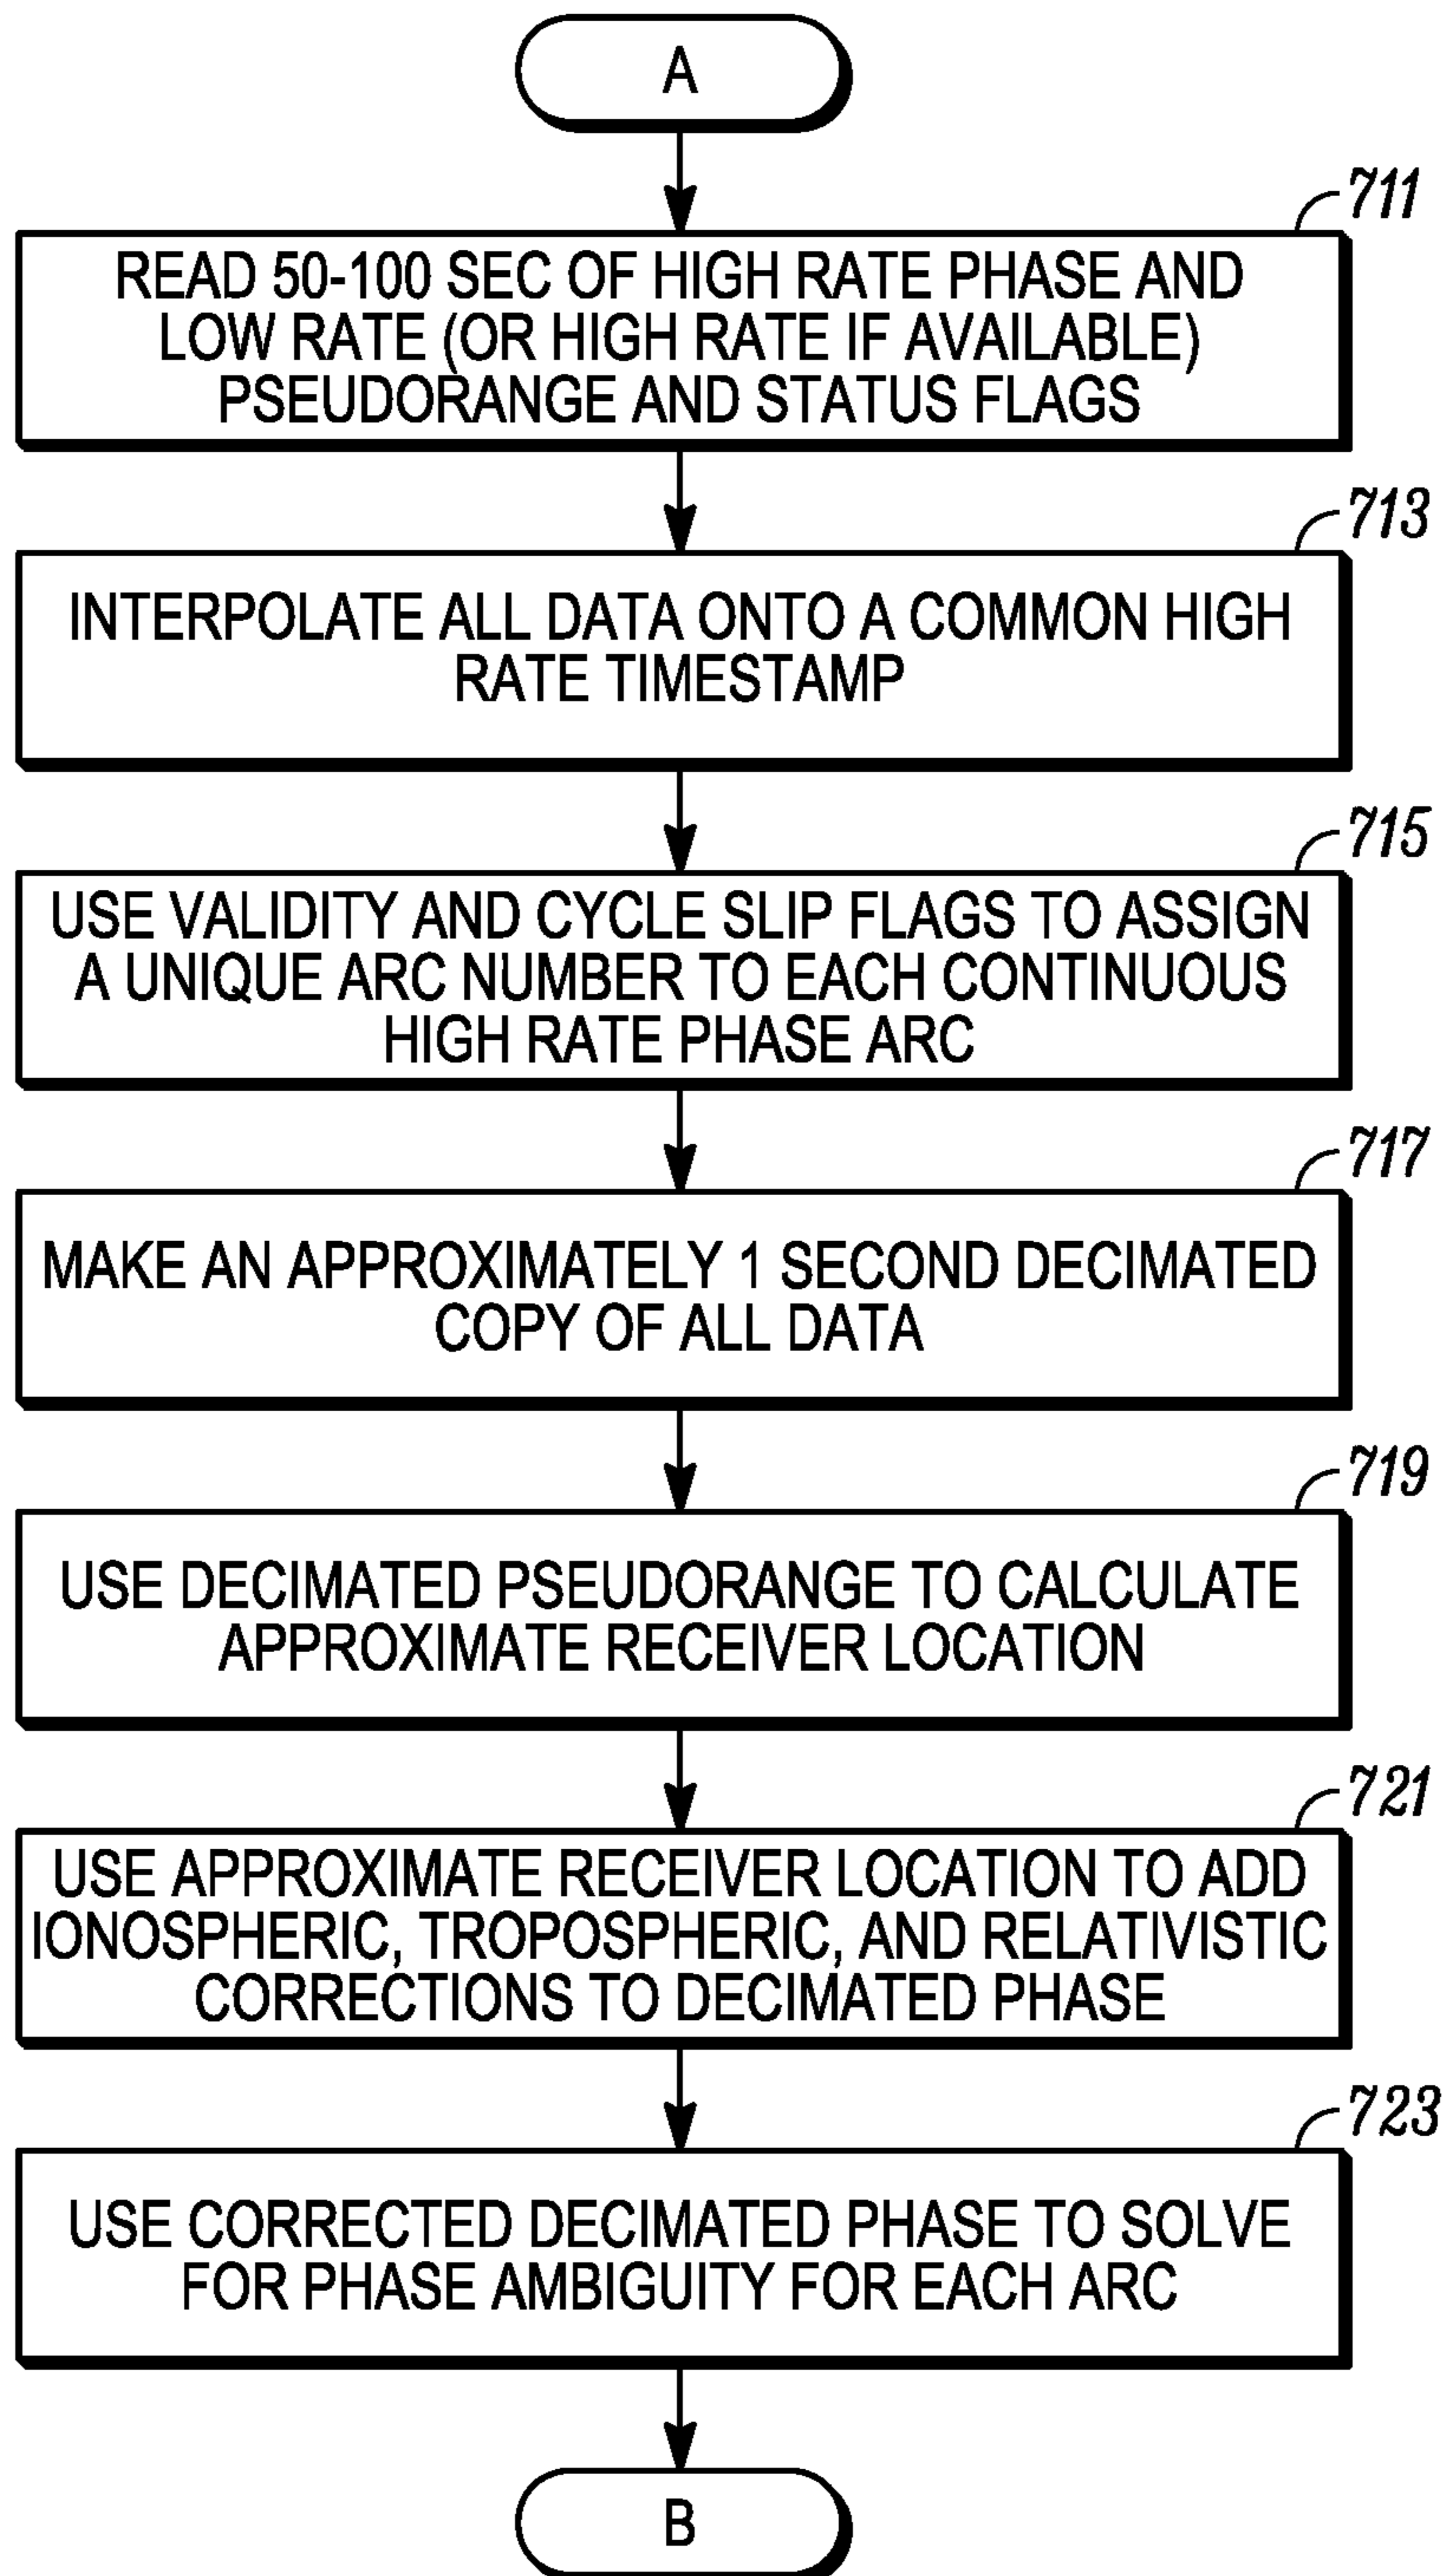 A
711
READ 50-100 SEC OF HIGH RATE PHASE AND
LOW RATE (OR HIGH RATE IF AVAILABLE)
PSEUDORANGE AND STATUS FLAGS
713
INTERPOLATE ALL DATA ONTO A COMMON HIGH
RATE TIMESTAMP
715
USE VALIDITY AND CYCLE SLIP FLAGS TO ASSIGN
A UNIQUE ARC NUMBER TO EACH CONTINUOUS
HIGH RATE PHASE ARC
717
MAKE AN APPROXIMATELY 1 SECOND DECIMATED
COPY OF ALL DATA
719
USE DECIMATED PSEUDORANGE TO CALCULATE
APPROXIMATE RECEIVER LOCATION
721
USE APPROXIMATE RECEIVER LOCATION TO ADD
IONOSPHERIC, TROPOSPHERIC, AND RELATIVISTIC
CORRECTIONS TO DECIMATED PHASE
723
USE CORRECTED DECIMATED PHASE TO SOLVE
FOR PHASE AMBIGUITY FOR EACH ARC
B